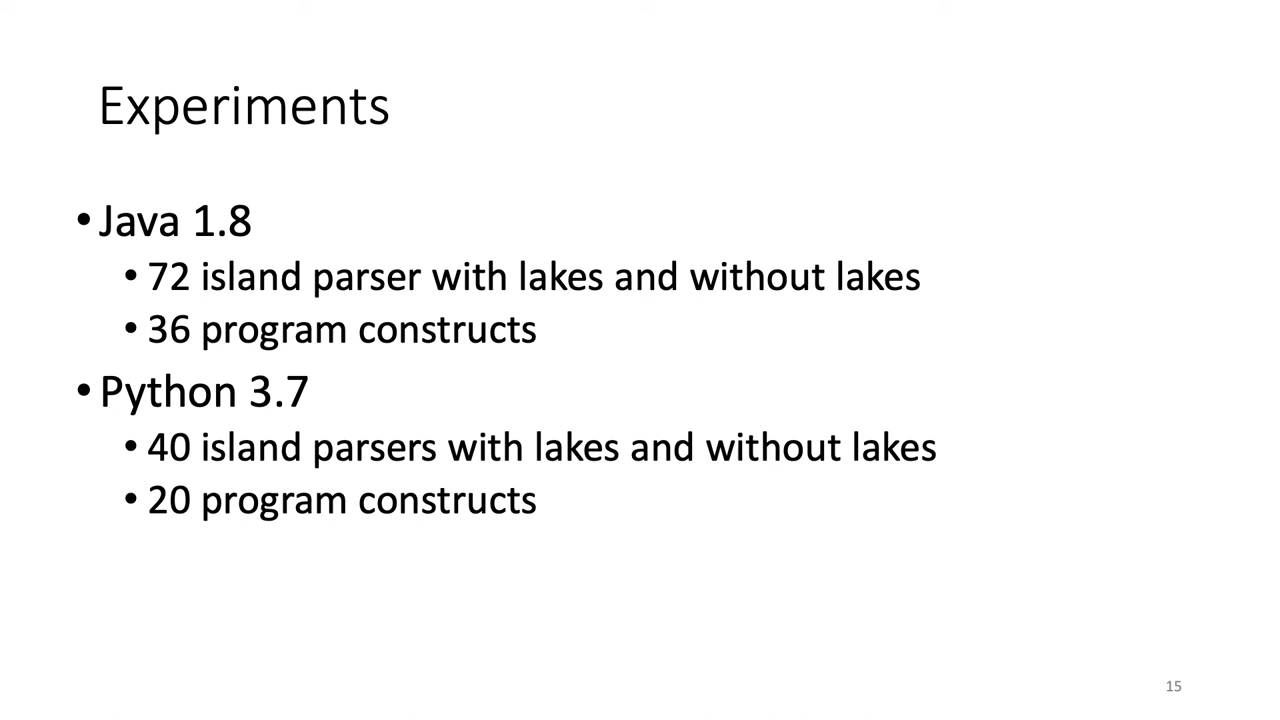 Experiments
• Java 1.8
• 72 island parser with lakes and without lakes
• 36 program constructs
• Python 3.7
• 40 island parsers with lakes and without lakes
• 20 program constructs
15